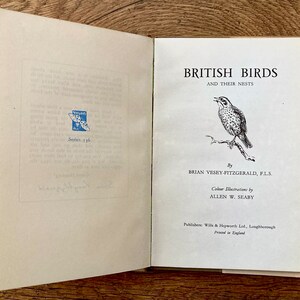 BRITISH BIRDS
AND THEIR NESTS
By
BRIAN VESEY-FITZGERALD, F.L.S.
Colour Illustrations by
ALLEN W. SEABY
Publishers: Wills & Hepworth Ltd., Loughborough
Printed in England